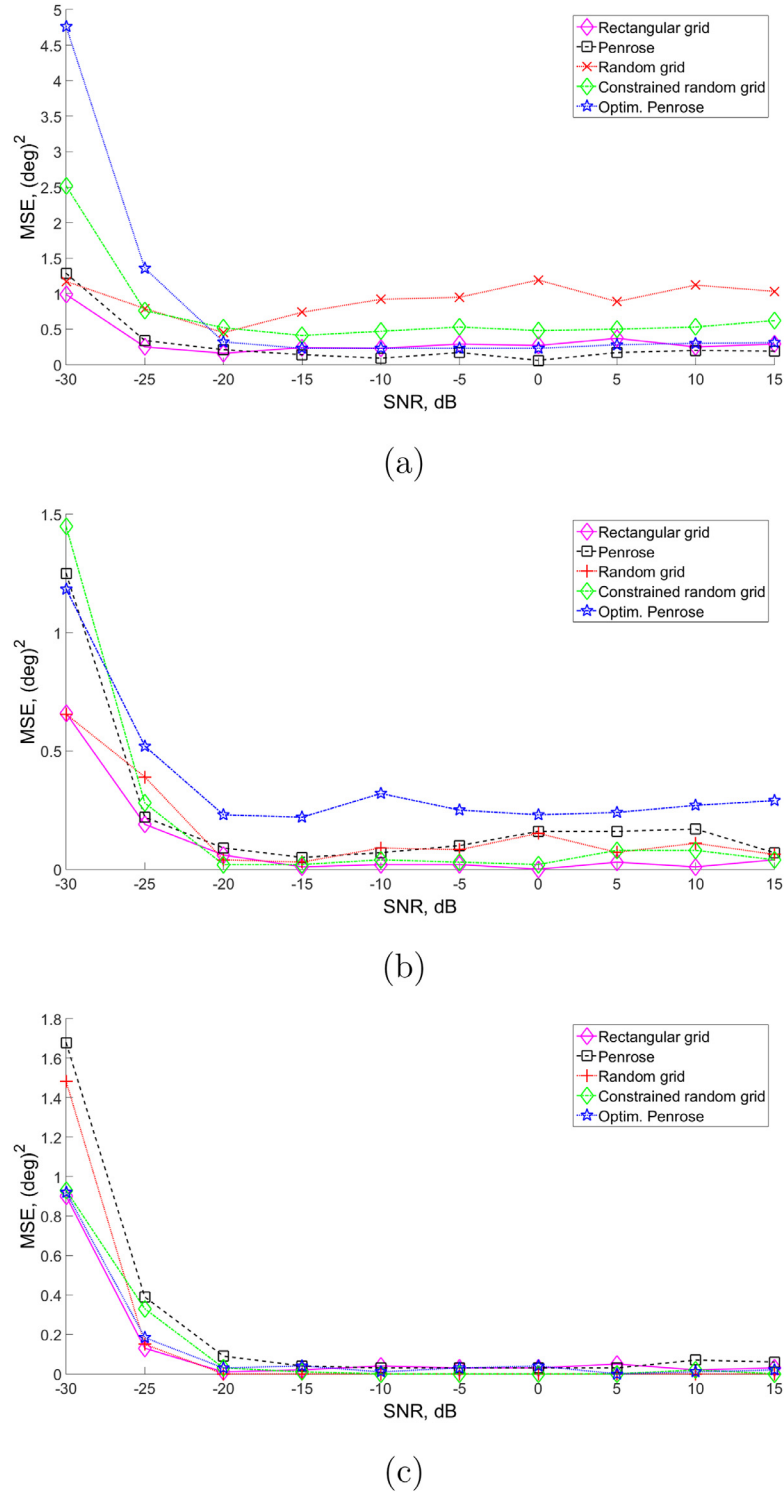 5
4.5
4
3.5
3
2.5
2
1.5
1
0.5
0
MSE, (deg)2
-30 -25 -20 -15 -10 -5 0 5 10 15
SNR, dB
Rectangular grid
Penrose
Random grid
Constrained random grid
Optim. Penrose
(a)
1.5
1
0.5
0
MSE, (deg)2
-30 -25 -20 -15 -10 -5 0 5 10 15
SNR, dB
Rectangular grid
Penrose
Random grid
Constrained random grid
Optim. Penrose
(b)
1.8
1.6
1.4
1.2
1
0.8
0.6
0.4
0.2
0
MSE, (deg)2
-30 -25 -20 -15 -10 -5 0 5 10 15
SNR, dB
Rectangular grid
Penrose
Random grid
Constrained random grid
Optim. Penrose
(c)